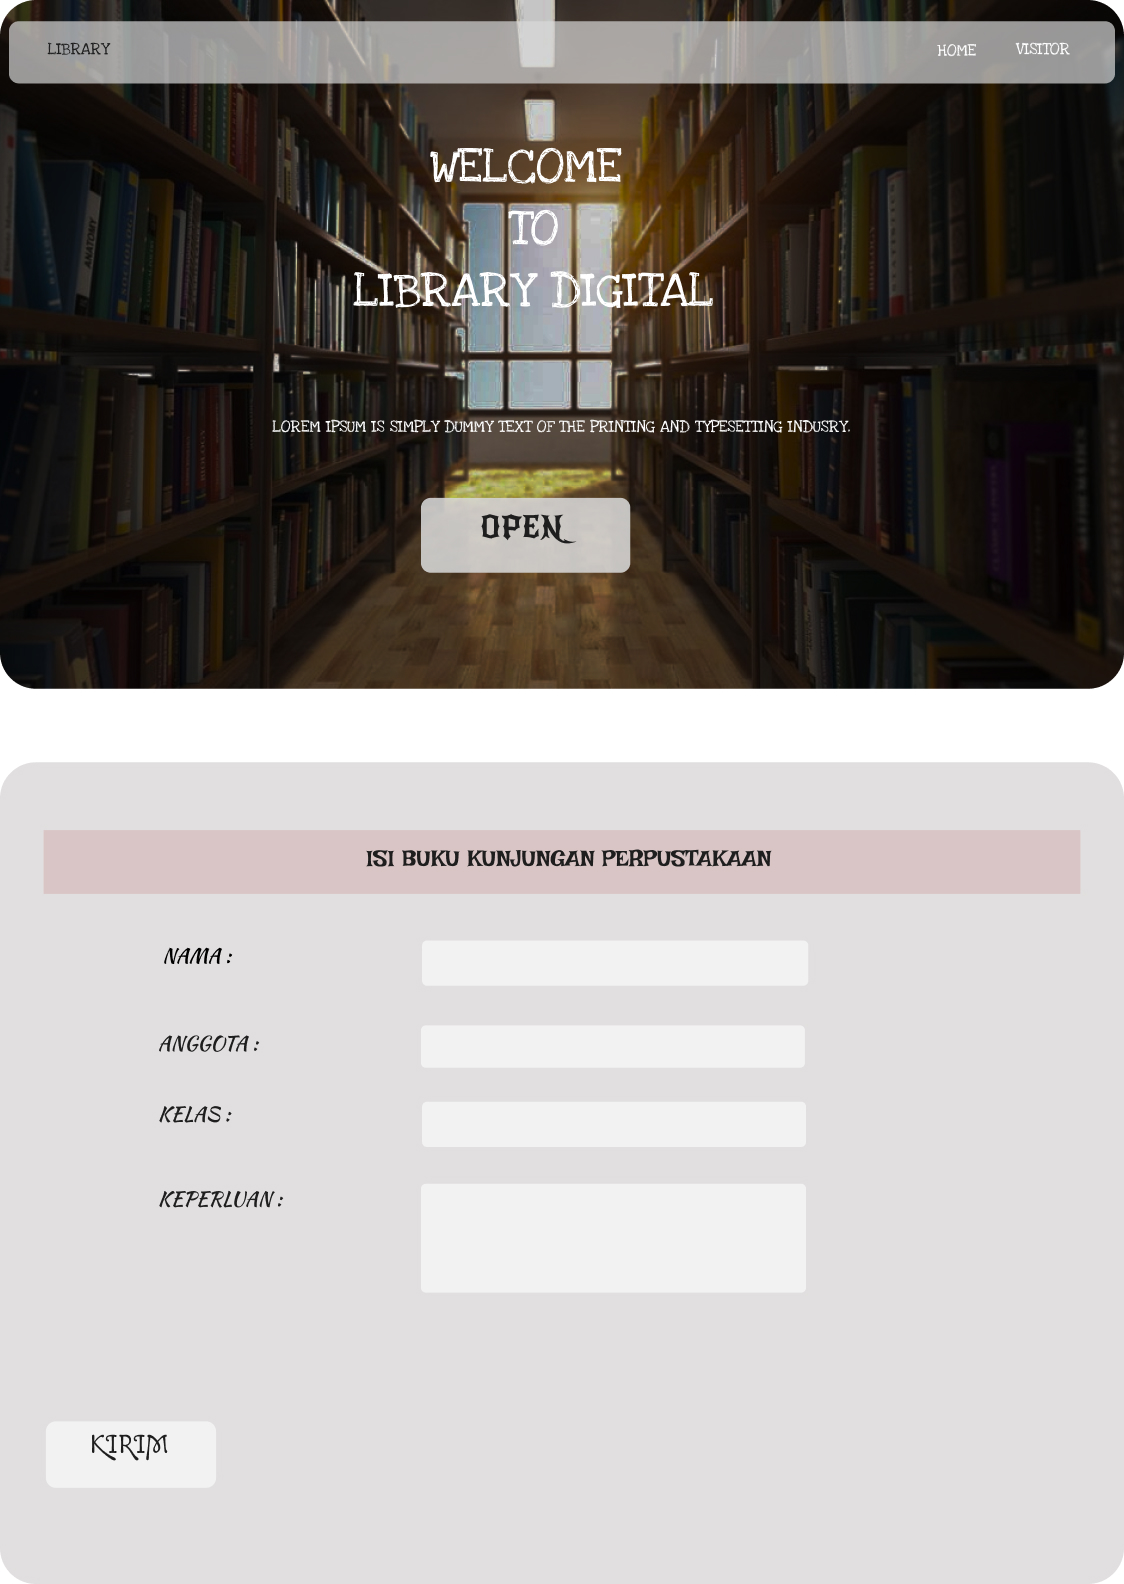 LIBRARY HOME VISITOR
WELCOME
TO
LIBRARY DIGITAL
LOREM IPSUM IS SIMPLY DUMMY TEXT OF THE PRINTING AND TYPESETTING INDUSRY.
OPEN
ISI BUKU KUNJUNGAN PERPUSTAKAAN
NAMA :
ANGGOTA :
KELAS :
KEPERLUAN :
KIRIM